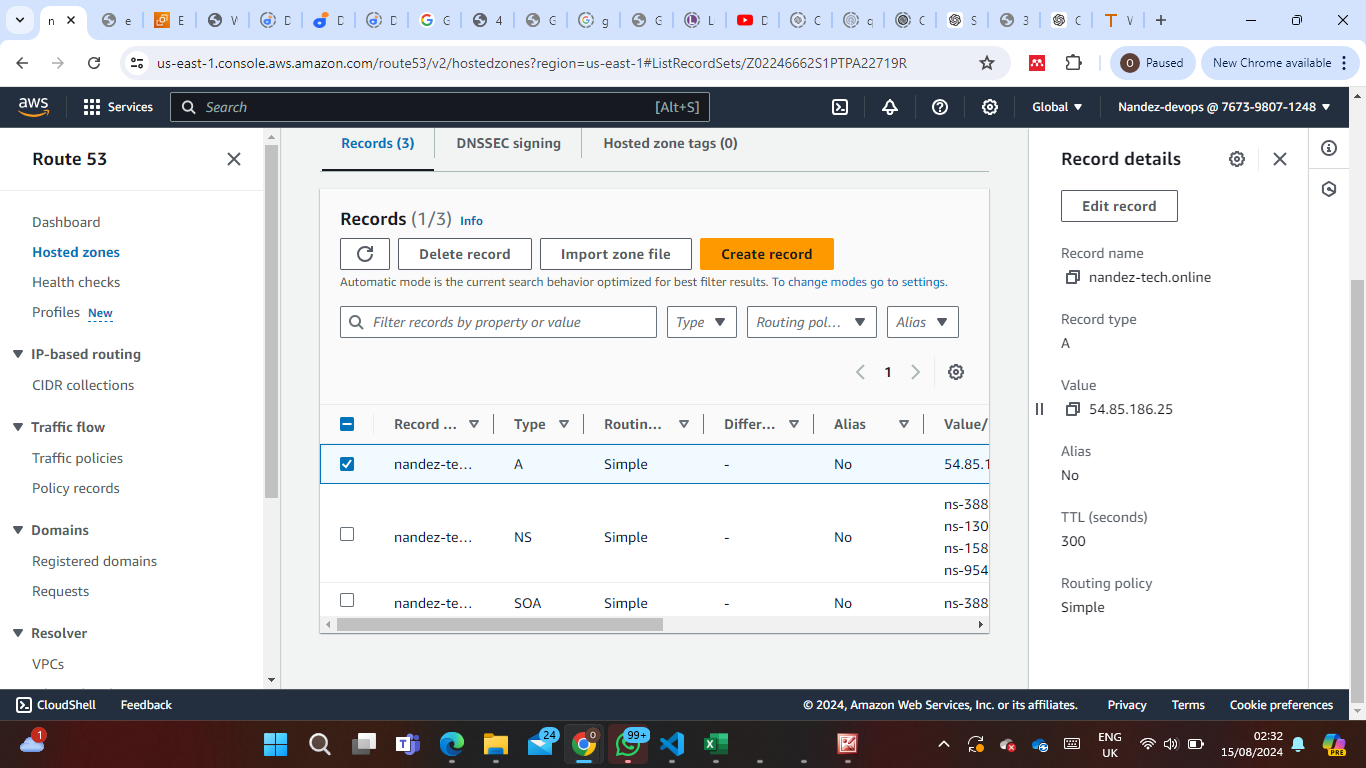 n
e
E
V
D
D
D
G
4
G
g
G
L
D
C
q
C
S
3
C
V
us-east-1.console.aws.amazon.com/route53/v2/hostedzones?region=us-east-1#ListRecordSets/Z02246662S1PTPA22719R
O
Paused
New Chrome available
aws
Services
Search
[Alt+S]
Global
Nandez-devops @ 7673-9807-1248
Route 53
Dashboard
Hosted zones
Health checks
Profiles New
IP-based routing
CIDR collections
Traffic flow
Traffic policies
Policy records
Domains
Registered domains
Requests
Resolver
VPCs
Records (3)
DNSSEC signing
Hosted zone tags (0)
Records (1/3) Info
Delete record
Import zone file
Create record
Automatic mode is the current search behavior optimized for best filter results. To change modes go to settings.
Filter records by property or value
Type
Routing pol...
Alias
1
Record ... Type Routin... Differ... Alias Value/
nandez-te... A Simple - No 54.85.1
nandez-te... NS Simple - No ns-388
ns-130
ns-158
ns-954
nandez-te... SOA Simple - No ns-388
Record details
Edit record
Record name
nandez-tech.online
Record type
A
Value
54.85.186.25
Alias
No
TTL (seconds)
300
Routing policy
Simple
CloudShell
Feedback
© 2024, Amazon Web Services, Inc. or its affiliates.
Privacy
Terms
Cookie preferences
1
24
0
99+
ENG
UK
02:32
15/08/2024
PRE